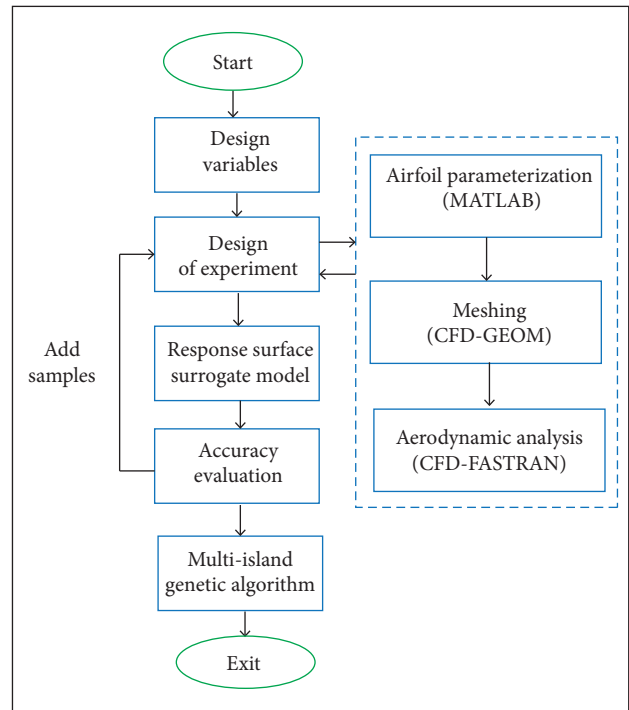 Start
Design
variables
Design
of experiment
Response surface
surrogate model
Accuracy
evaluation
Multi-island
genetic algorithm
Exit
Add
samples
Airfoil parameterization
(MATLAB)
Meshing
(CFD-GEOM)
Aerodynamic analysis
(CFD-FASTRAN)